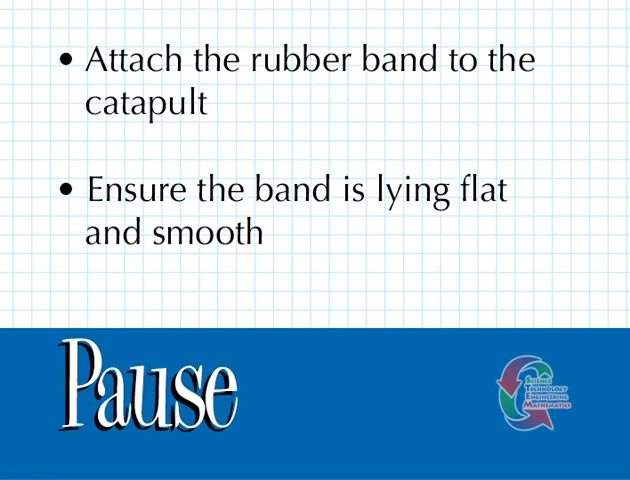 • Attach the rubber band to the
catapult
• Ensure the band is lying flat
and smooth
Pause
Science
Technology
Engineering
Mathematics